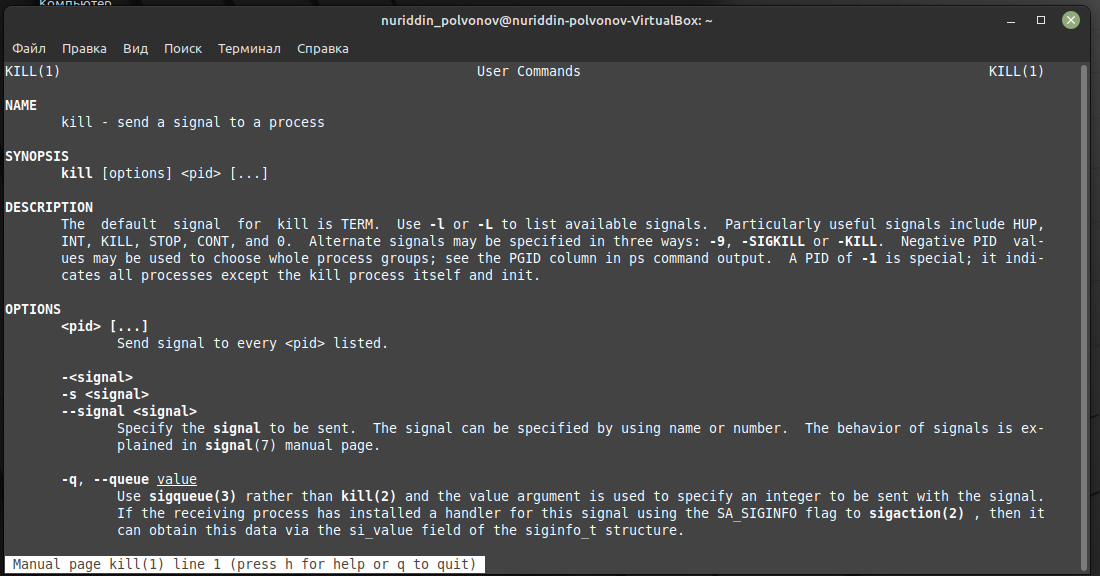 Компьютер
nuriddin_polvonov@nuriddin-polvonov-VirtualBox: ~
Файл Правка Вид Поиск Терминал Справка
KILL(1) User Commands KILL(1)
NAME
kill - send a signal to a process
SYNOPSIS
kill [options] <pid> [...]
DESCRIPTION
The default signal for kill is TERM. Use -l or -L to list available signals. Particularly useful signals include HUP,
INT, KILL, STOP, CONT, and 0. Alternate signals may be specified in three ways: -9, -SIGKILL or -KILL. Negative PID val-
ues may be used to choose whole process groups; see the PGID column in ps command output. A PID of -1 is special; it indi-
cates all processes except the kill process itself and init.
OPTIONS
<pid> [...]
Send signal to every <pid> listed.
-<signal>
-s <signal>
--signal <signal>
Specify the signal to be sent. The signal can be specified by using name or number. The behavior of signals is ex-
plained in signal(7) manual page.
-q, --queue value
Use sigqueue(3) rather than kill(2) and the value argument is used to specify an integer to be sent with the signal.
If the receiving process has installed a handler for this signal using the SA_SIGINFO flag to sigaction(2) , then it
can obtain this data via the si_value field of the siginfo_t structure.
Manual page kill(1) line 1 (press h for help or q to quit)